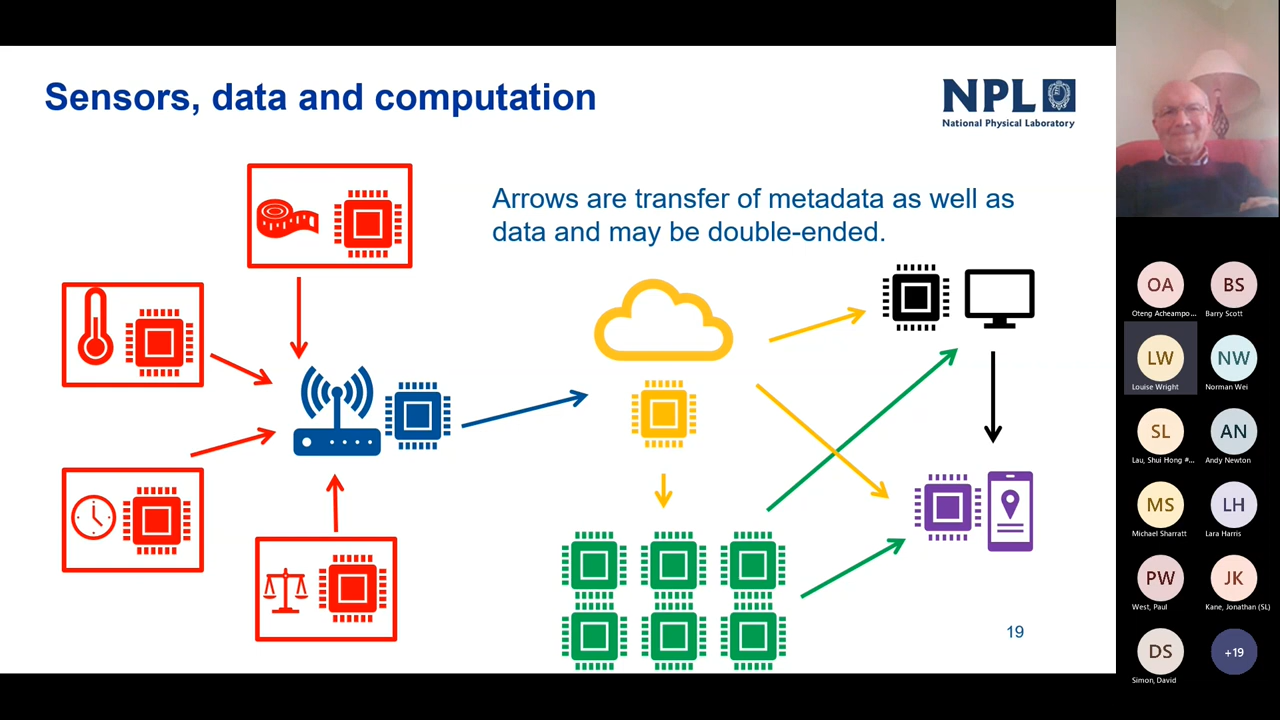 Sensors, data and computation
NPL
National Physical Laboratory
Arrows are transfer of metadata as well as
data and may be double-ended.
19
OA
Oteng Acheampo...
BS
Barry Scott
LW
Louise Wright
NW
Norman Wei
SL
Lau, Shui Hong #...
AN
Andy Newton
MS
Michael Sharratt
LH
Lara Harris
PW
West, Paul
JK
Kane, Jonathan (SL)
DS
Simon, David
+19